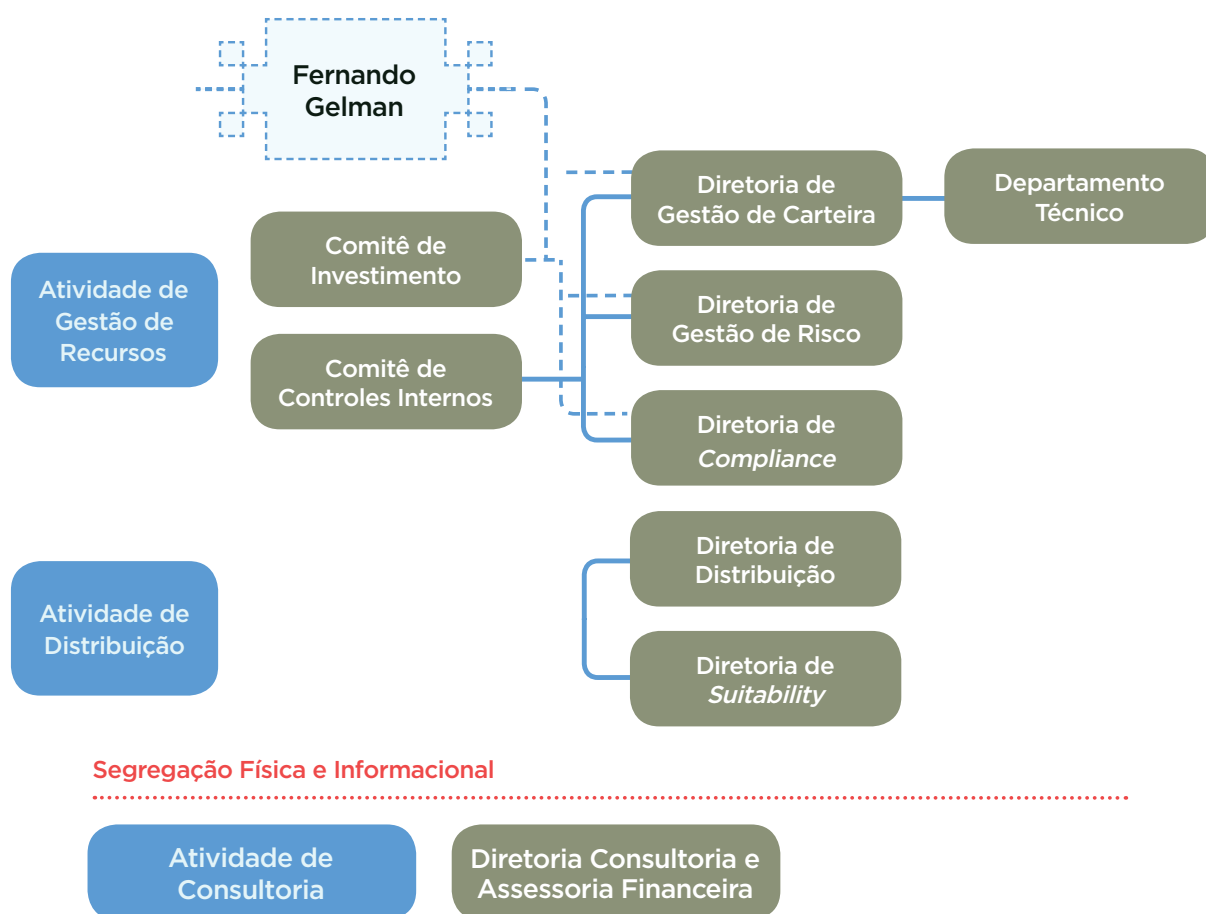 Fernando
Gelman
Diretoria de
Gestão de Carteira
Departamento
Técnico
Comitê de
Investimento
Atividade de
Gestão de
Recursos
Diretoria de
Gestão de Risco
Comitê de
Controles Internos
Diretoria de
Compliance
Diretoria de
Distribuição
Atividade de
Distribuição
Diretoria de
Suitability
Segregação Física e Informacional
Atividade de
Consultoria
Diretoria Consultoria e
Assessoria Financeira